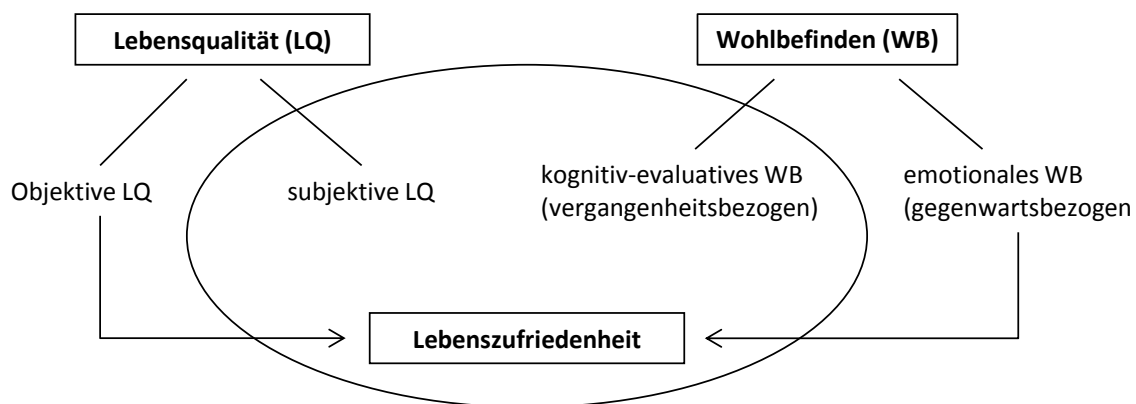 Lebensqualität (LQ)
Wohlbefinden (WB)
Objektive LQ
subjektive LQ
kognitiv-evaluatives WB
(vergangenheitsbezogen)
emotionales WB
(gegenwartsbezogen
Lebenszufriedenheit